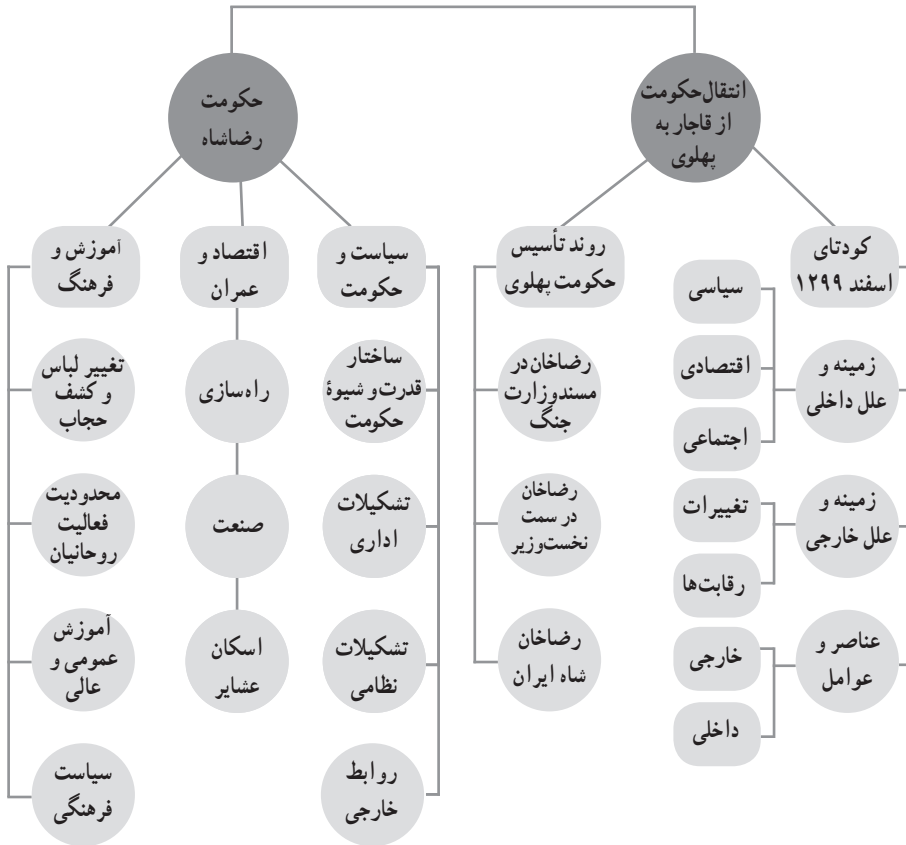 انتقال حکومت
از قاجار به
پهلوی
کودتای
اسفند ۱۲۹۹
زمینه و
علل داخلی
سیاسی
اقتصادی
اجتماعی
زمینه و
علل خارجی
تغییرات
رقابت‌ها
عناصر و
عوامل
خارجی
داخلی
روند تأسیس
حکومت پهلوی
رضاخان در
مسند وزارت
جنگ
رضاخان
در سمت
نخست‌وزیر
رضاخان
شاه ایران
حکومت
رضاشاه
سیاست و
حکومت
ساختار
قدرت و شیوۀ
حکومت
تشکیلات
اداری
تشکیلات
نظامی
روابط
خارجی
اقتصاد و
عمران
راه‌سازی
صنعت
اسکان
عشایر
آموزش و
فرهنگ
تغییر لباس
و کشف
حجاب
محدودیت
فعالیت
روحانیان
آموزش
عمومی و
عالی
سیاست
فرهنگی